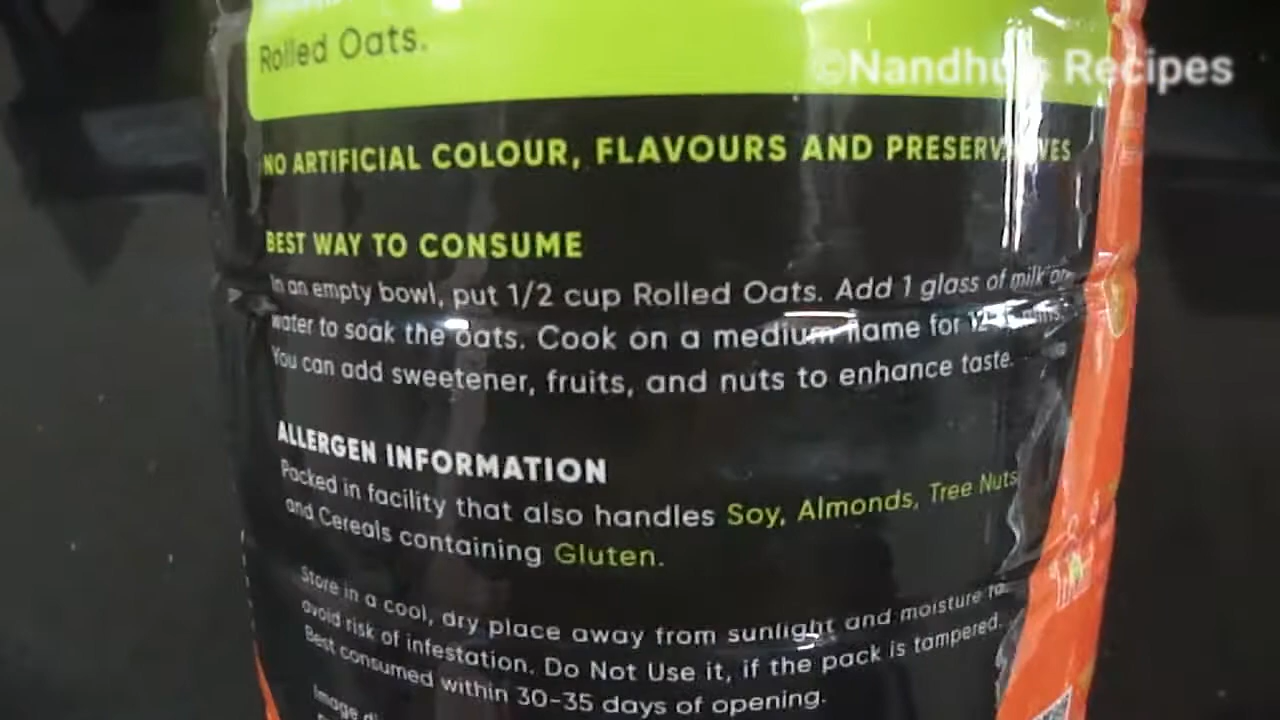 Rolled Oats.
©Nandhu's Recipes
NO ARTIFICIAL COLOUR, FLAVOURS AND PRESERVATIVES
BEST WAY TO CONSUME
In an empty bowl, put 1/2 cup Rolled Oats. Add 1 glass of milk or
water to soak the oats. Cook on a medium flame for mins.
You can add sweetener, fruits, and nuts to enhance taste.
ALLERGEN INFORMATION
Packed in facility that also handles Soy, Almonds, Tree Nuts
and Cereals containing Gluten.
Store in a cool, dry place away from sunlight and moisture to
avoid risk of infestation. Do Not Use it, if the pack is tampered.
Best consumed within 30-35 days of opening.
Image